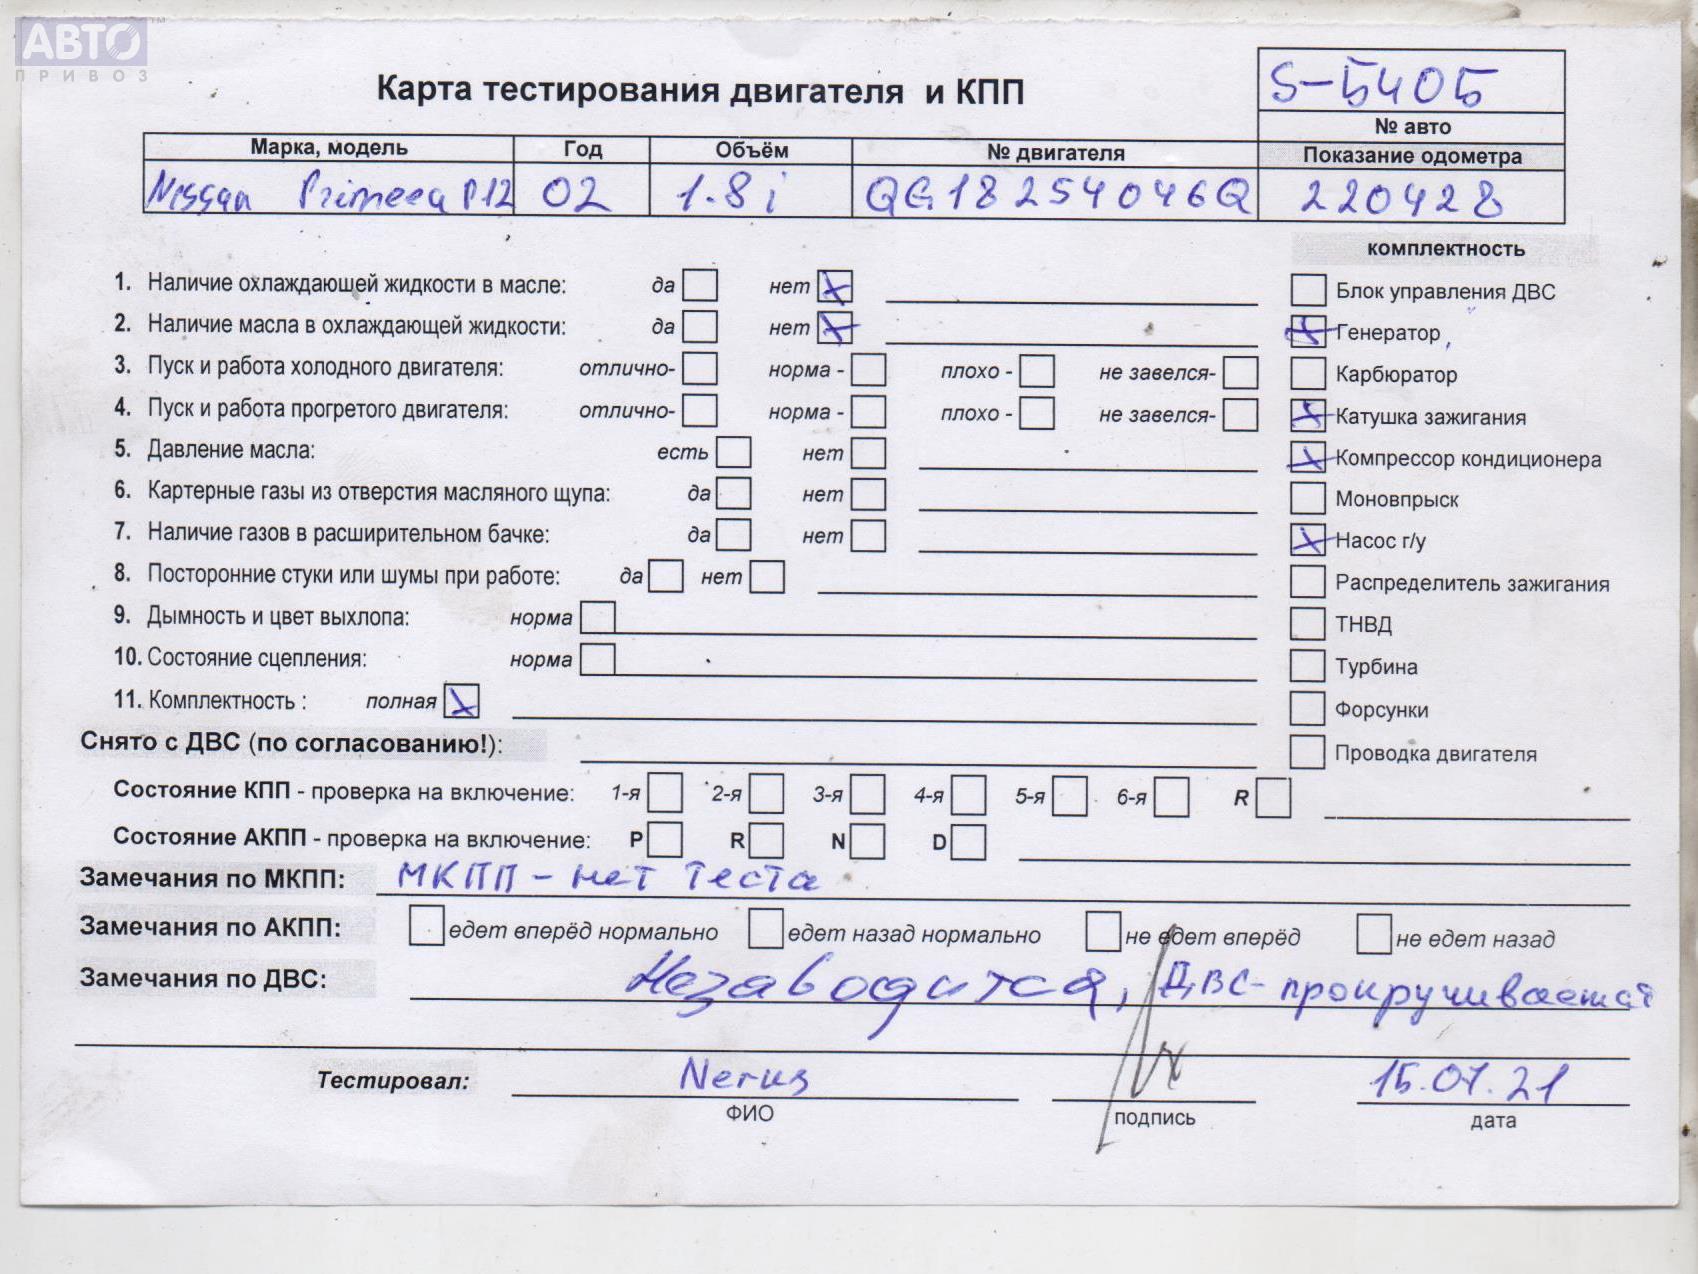 АВТО
ПРИВОЗ
Карта тестирования двигателя и КПП
S-5405
№ авто
Марка, модель Год Объём № двигателя Показание одометра
Nissan Primera P12 02 1.8i QG18254046Q 220428
комплектность
1. Наличие охлаждающей жидкости в масле: да нет X
Блок управления ДВС
2. Наличие масла в охлаждающей жидкости: да нет X
X Генератор
3. Пуск и работа холодного двигателя: отлично- норма - плохо - не завелся-
Карбюратор
4. Пуск и работа прогретого двигателя: отлично- норма - плохо - не завелся-
X Катушка зажигания
5. Давление масла: есть нет
X Компрессор кондиционера
6. Картерные газы из отверстия масляного щупа: да нет
Моновпрыск
7. Наличие газов в расширительном бачке: да нет
X Насос г/у
8. Посторонние стуки или шумы при работе: да нет
Распределитель зажигания
9. Дымность и цвет выхлопа: норма
ТНВД
10. Состояние сцепления: норма
Турбина
11. Комплектность : полная X
Форсунки
Снято с ДВС (по согласованию!):
Проводка двигателя
Состояние КПП - проверка на включение: 1-я 2-я 3-я 4-я 5-я 6-я R
Состояние АКПП - проверка на включение: P R N D
Замечания по МКПП: МКПП - нет теста
Замечания по АКПП: едет вперёд нормально едет назад нормально не едет вперёд не едет назад
Замечания по ДВС: Незаводится, ДВС-прокручивает
Тестировал:
ФИО подпись дата